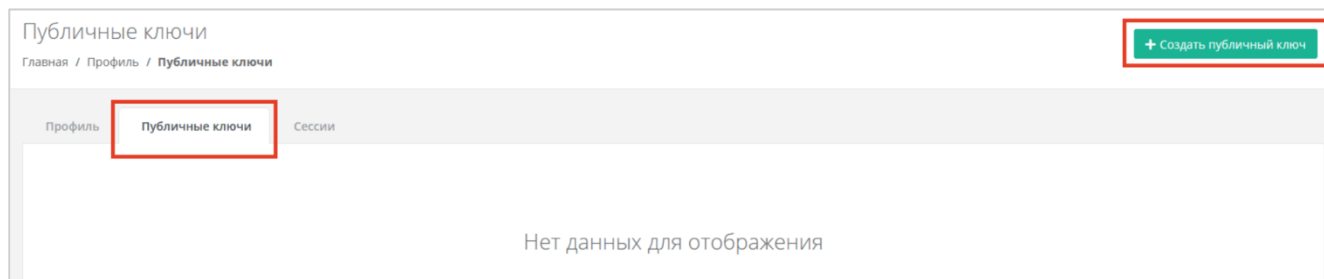 Публичные ключи
+ Создать публичный ключ
Главная / Профиль / Публичные ключи
Профиль Публичные ключи Сессии
Нет данных для отображения